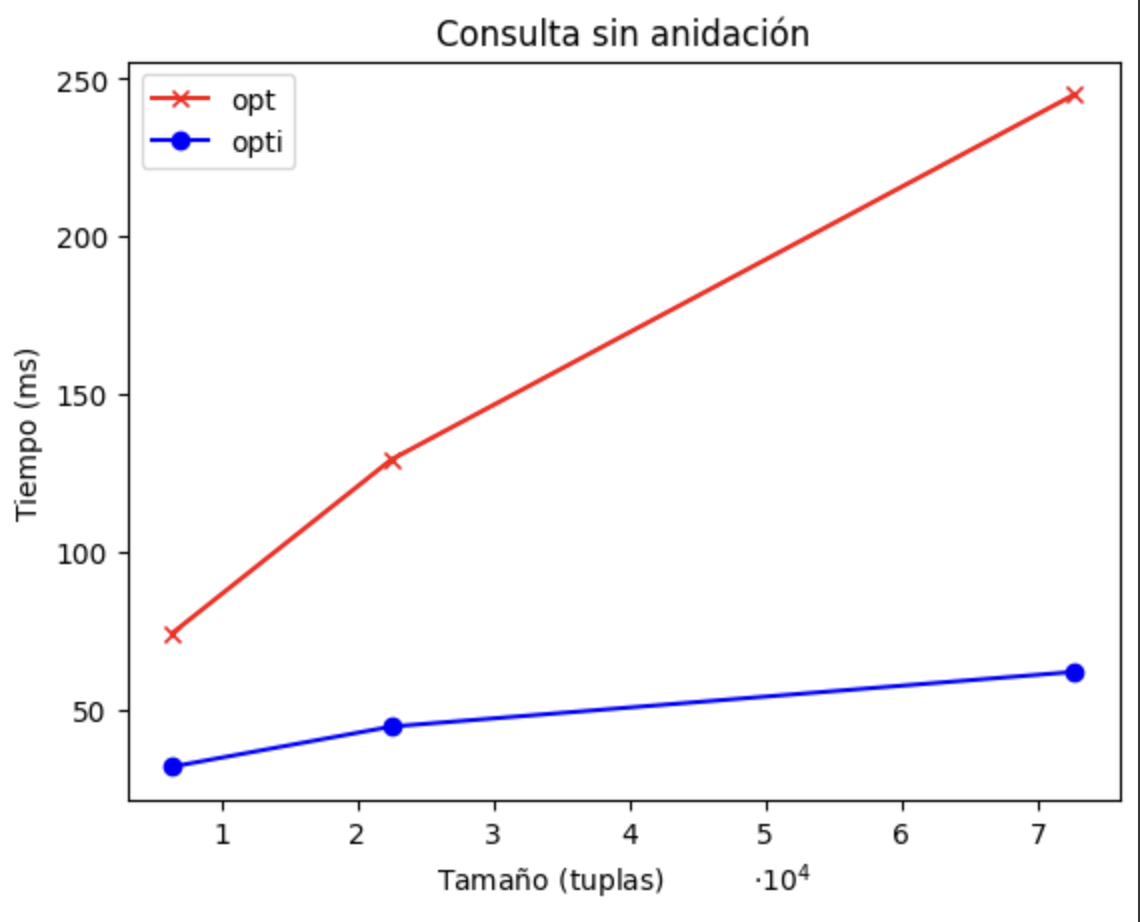 Consulta sin anidación
opt
opti
250
200
150
100
50
Tiempo (ms)
1 2 3 4 5 6 7
Tamaño (tuplas) ·10⁴